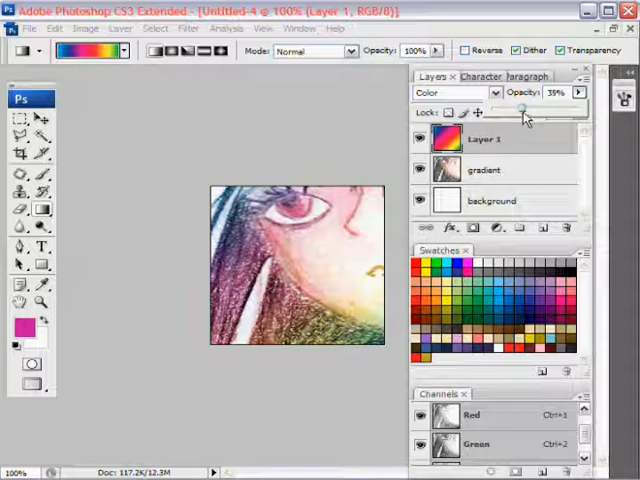 Adobe Photoshop CS3 Extended - [Untitled-4 @ 100% (Layer 1, RGB/8)]
File Edit Image Layer Select Filter Analysis View Window Help
Mode: Normal Opacity: 100% Reverse Dither Transparency
Ps
Layers x Character Paragraph
Color Opacity: 35%
Lock:
Layer 1
gradient
background
Swatches x
Channels x
Red Ctrl+1
Green Ctrl+2
100% Doc: 117.2K/12.3M